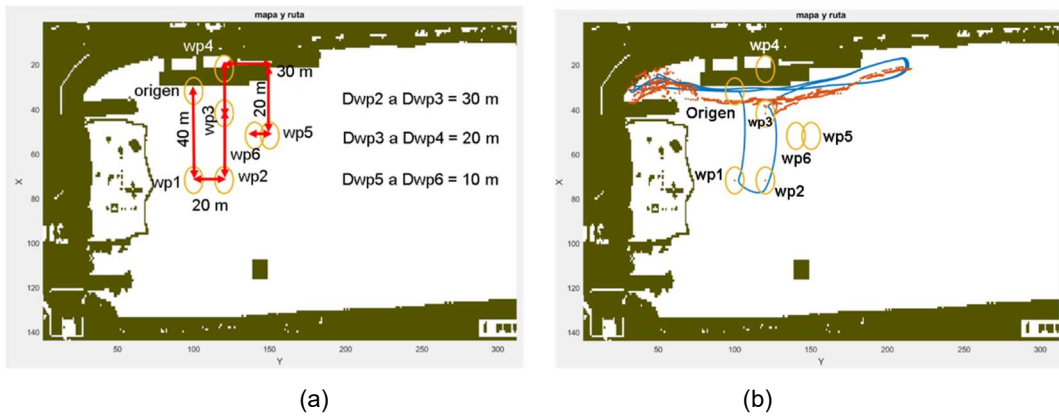 mapa y ruta
wp4
30 m
20
origen
20 m
40
40 m
wp3
Dwp2 a Dwp3 = 30 m
wp5
Dwp3 a Dwp4 = 20 m
60
wp6
X
wp1
wp2
Dwp5 a Dwp6 = 10 m
80
20 m
100
120
140
50
100
150
200
250
300
Y
(a)
mapa y ruta
wp4
20
40
Origen
wp3
wp5
60
wp6
X
wp1
wp2
80
100
120
140
50
100
150
200
250
300
Y
(b)